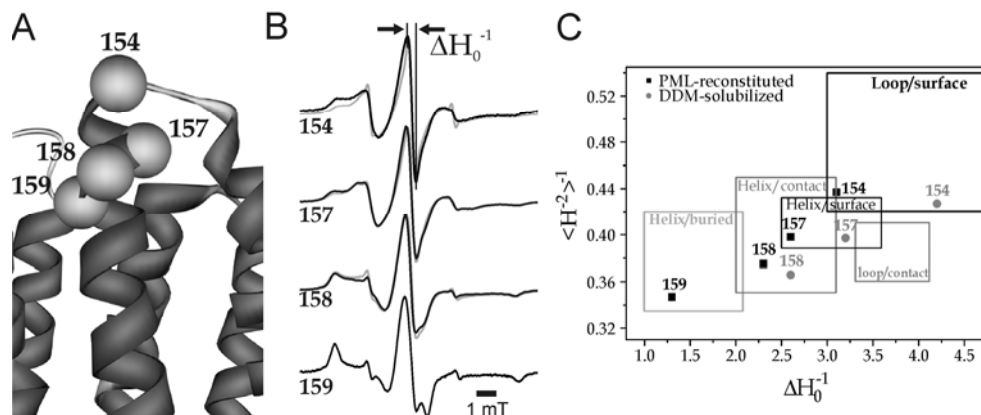 A
154
157
158
159
B
ΔH₀⁻¹
154
157
158
159
1 mT
C
■ PML-reconstituted
● DDM-solubilized
Loop/surface
Helix/contact
Helix/surface
Helix/buried
loop/contact
154
154
157
157
158
158
159
<H⁻²>⁻¹
0.52
0.48
0.44
0.40
0.36
0.32
1.0 1.5 2.0 2.5 3.0 3.5 4.0 4.5
ΔH₀⁻¹